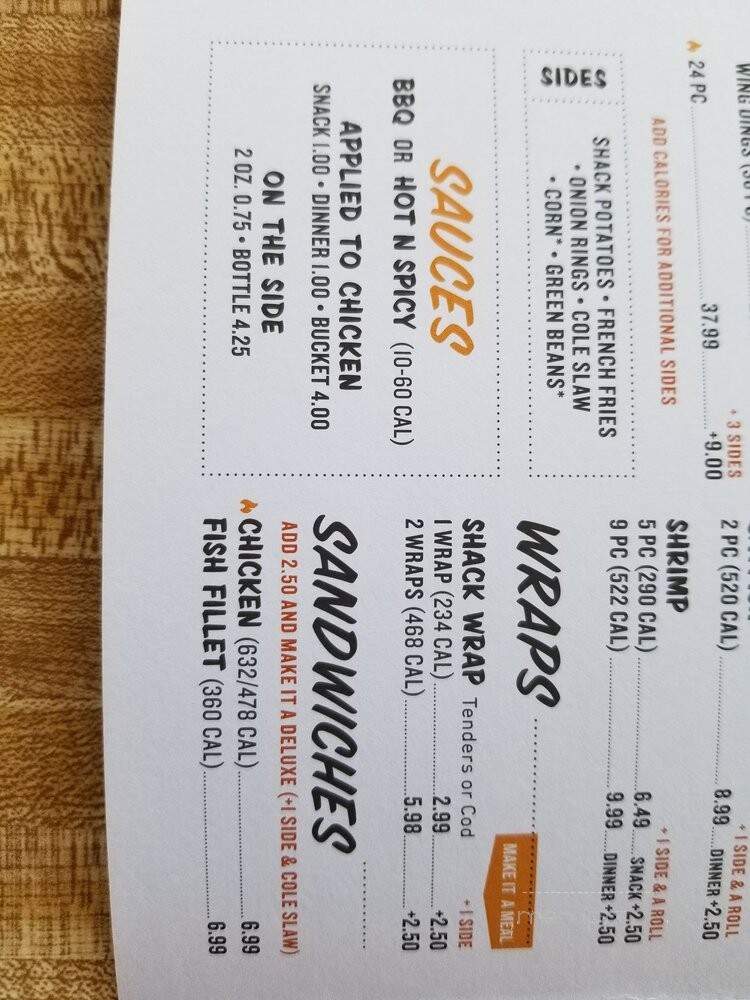 24 PC 37.99 +9.00
+ 3 SIDES
ADD CALORIES FOR ADDITIONAL SIDES
SIDES
SHACK POTATOES • FRENCH FRIES
• ONION RINGS • COLE SLAW
• CORN* • GREEN BEANS*
SAUCES
BBQ OR HOT N SPICY (10-60 CAL)
APPLIED TO CHICKEN
SNACK 1.00 • DINNER 1.00 • BUCKET 4.00
ON THE SIDE
2 OZ. 0.75 • BOTTLE 4.25
+ 1 SIDE & A ROLL
2 PC (520 CAL) 8.99 DINNER +2.50
SHRIMP
+ 1 SIDE & A ROLL
5 PC (290 CAL) 6.49 SNACK +2.50
9 PC (522 CAL) 9.99 DINNER +2.50
WRAPS
MAKE IT A MEAL
SHACK WRAP Tenders or Cod + 1 SIDE
1 WRAP (234 CAL) 2.99 +2.50
2 WRAPS (468 CAL) 5.98 +2.50
SANDWICHES
ADD 2.50 AND MAKE IT A DELUXE (+1 SIDE & COLE SLAW)
CHICKEN (632/478 CAL) 6.99
FISH FILLET (360 CAL) 6.99